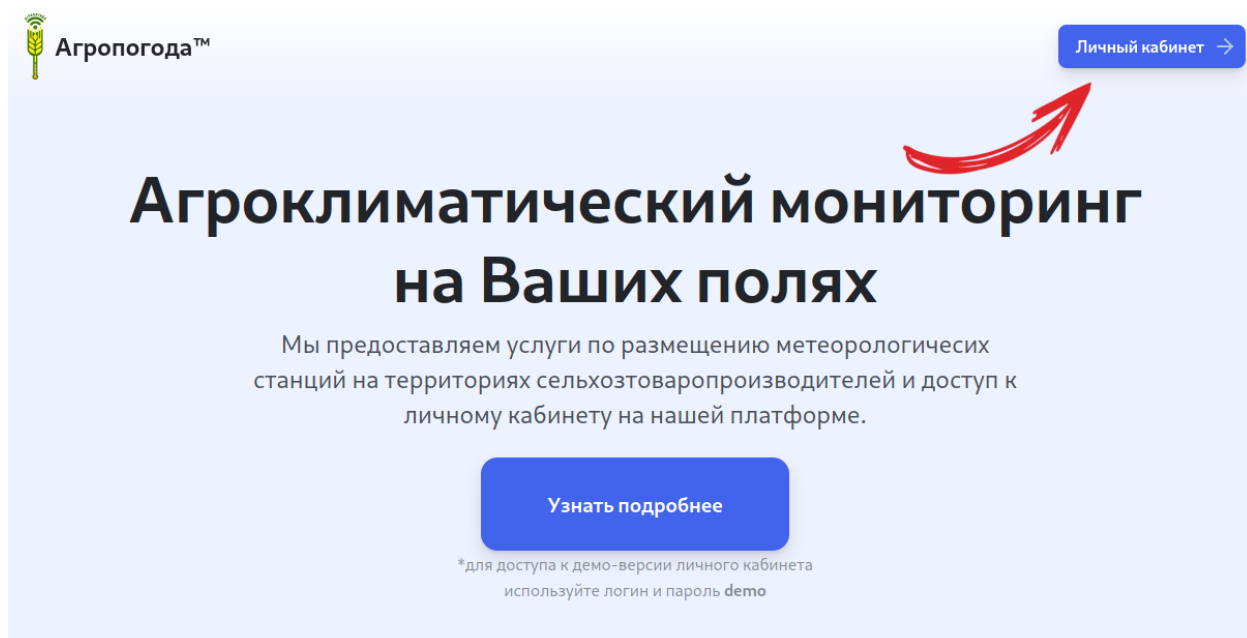 Агропогода™
Личный кабинет →
Агроклиматический мониторинг
на Ваших полях
Мы предоставляем услуги по размещению метеорологичесих
станций на территориях сельхозтоваропроизводителей и доступ к
личному кабинету на нашей платформе.
Узнать подробнее
*для доступа к демо-версии личного кабинета
используйте логин и пароль demo